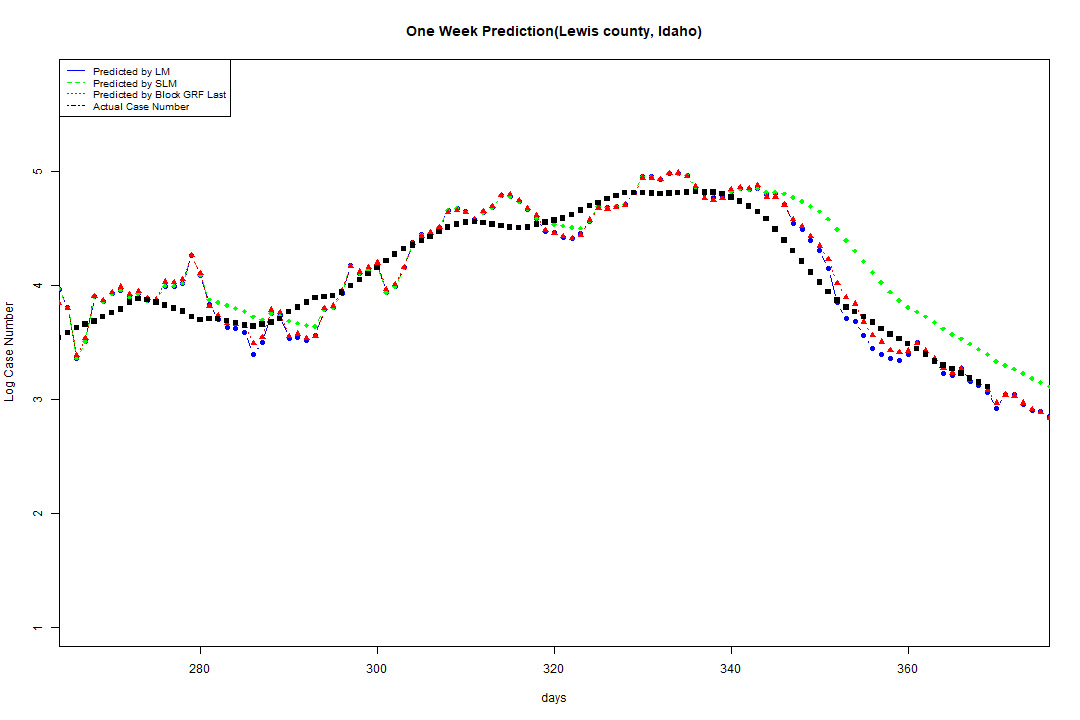 One Week Prediction(Lewis county, Idaho)
Predicted by LM
Predicted by SLM
Predicted by Block GRF Last
Actual Case Number
5
4
3
2
1
Log Case Number
280 300 320 340 360
days